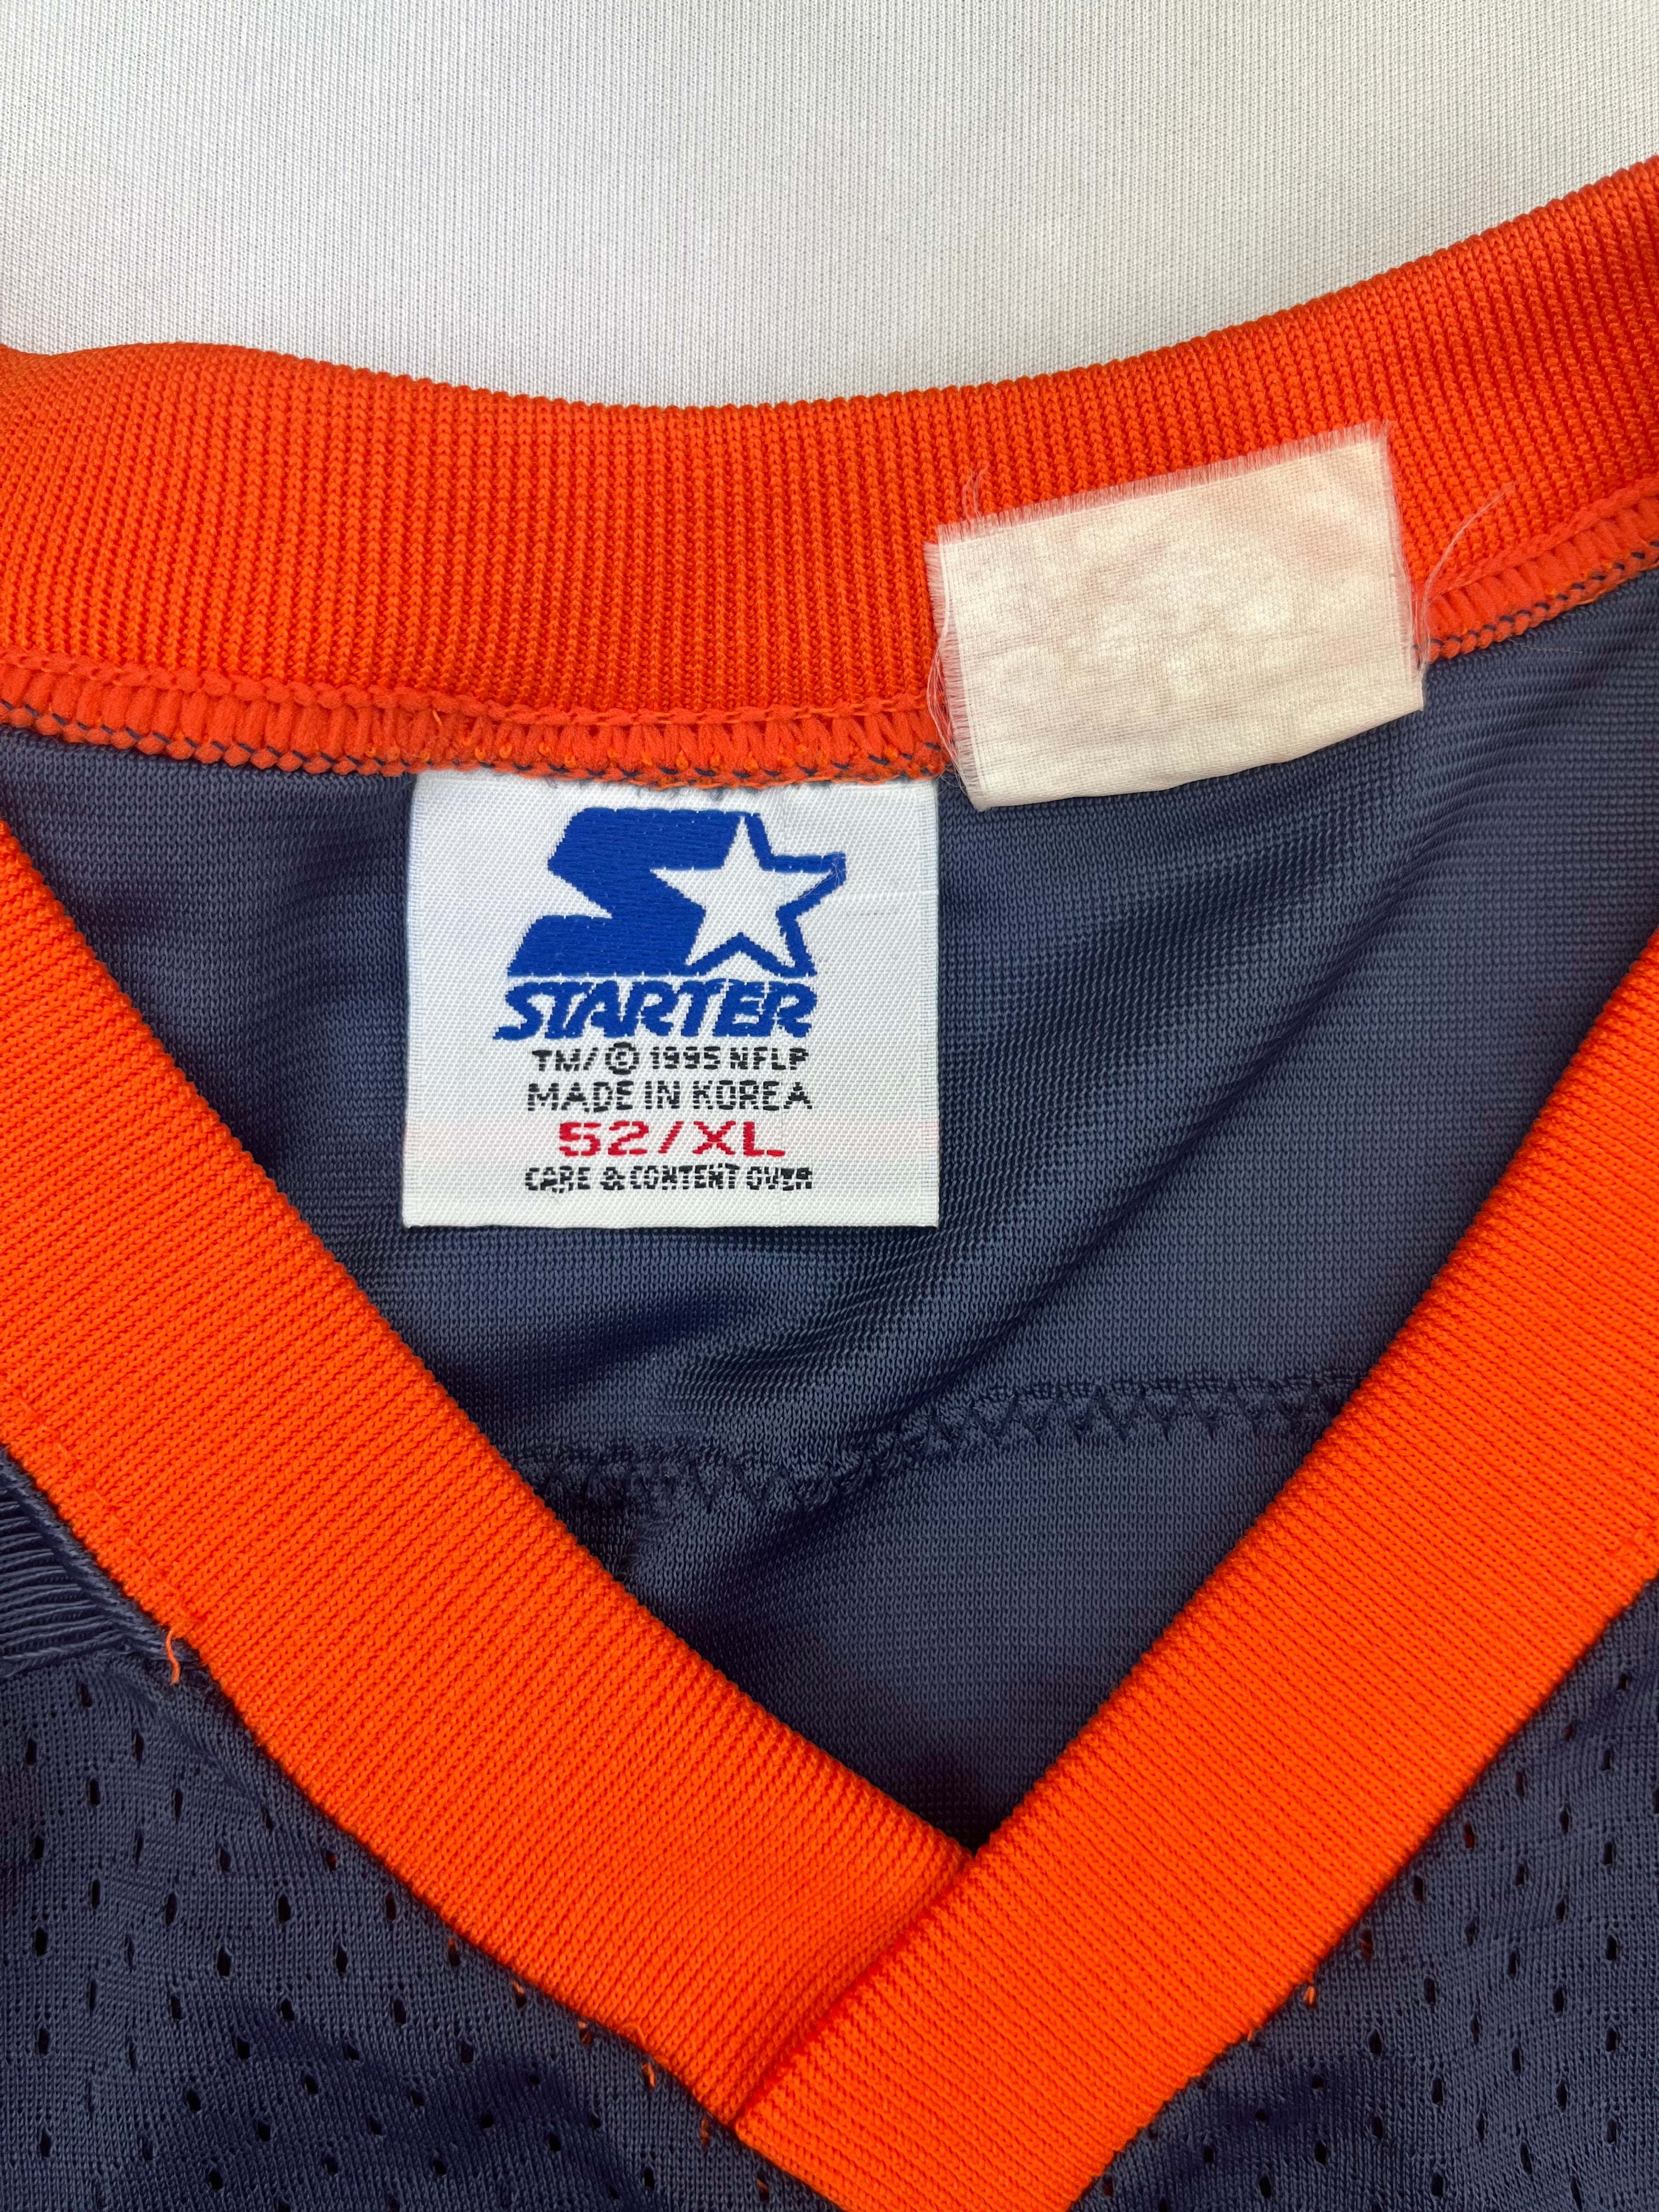 STARTER
TM/© 1995 NFLP
MADE IN KOREA
52/XL
CARE & CONTENT OVER